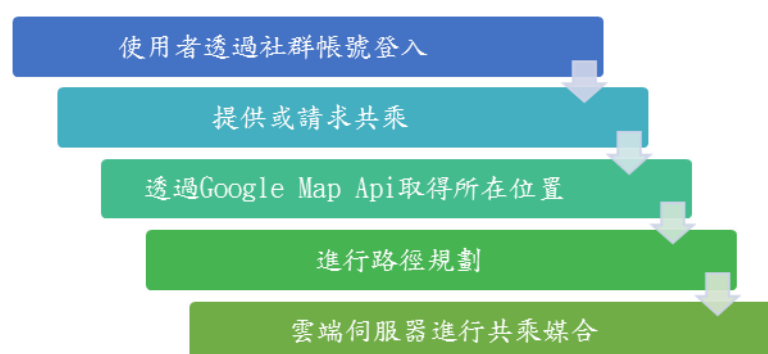 使用者透過社群帳號登入
提供或請求共乘
透過Google Map Api取得所在位置
進行路徑規劃
雲端伺服器進行共乘媒合